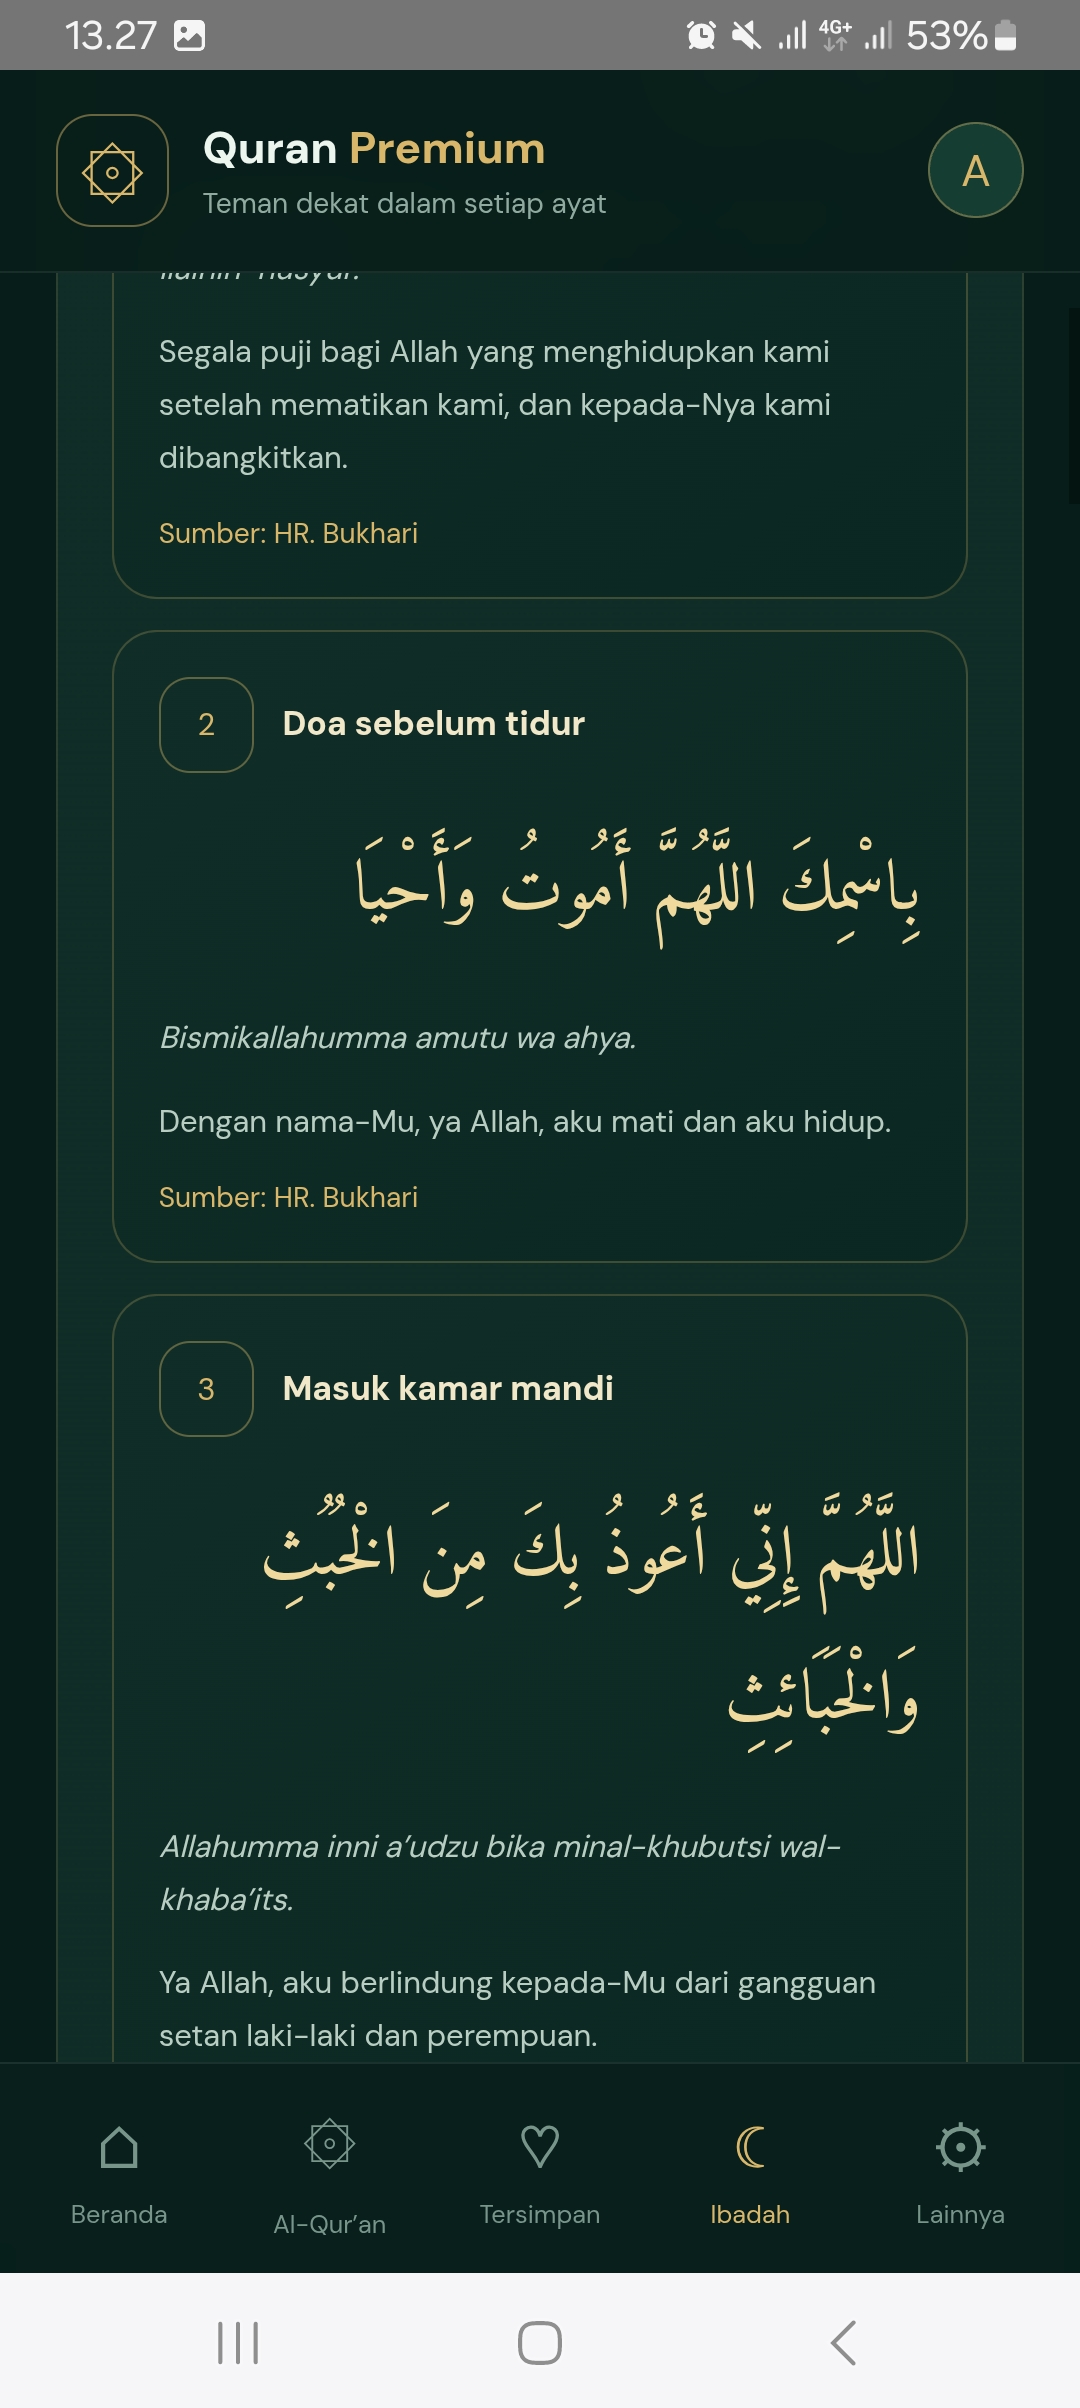 13.27
4G+
53%
Quran Premium
Teman dekat dalam setiap ayat
A
Segala puji bagi Allah yang menghidupkan kami
setelah mematikan kami, dan kepada-Nya kami
dibangkitkan.
Sumber: HR. Bukhari
2
Doa sebelum tidur
بِاسْمِكَ اللَّهُمَّ أَمُوتُ وَأَحْيَا
Bismikallahumma amutu wa ahya.
Dengan nama-Mu, ya Allah, aku mati dan aku hidup.
Sumber: HR. Bukhari
3
Masuk kamar mandi
اللَّهُمَّ إِنِّي أَعُوذُ بِكَ مِنَ الْخُبُثِ
وَالْخَبَائِثِ
Allahumma inni a’udzu bika minal-khubutsi wal-
khaba’its.
Ya Allah, aku berlindung kepada-Mu dari gangguan
setan laki-laki dan perempuan.
Beranda
Al-Qur’an
Tersimpan
Ibadah
Lainnya